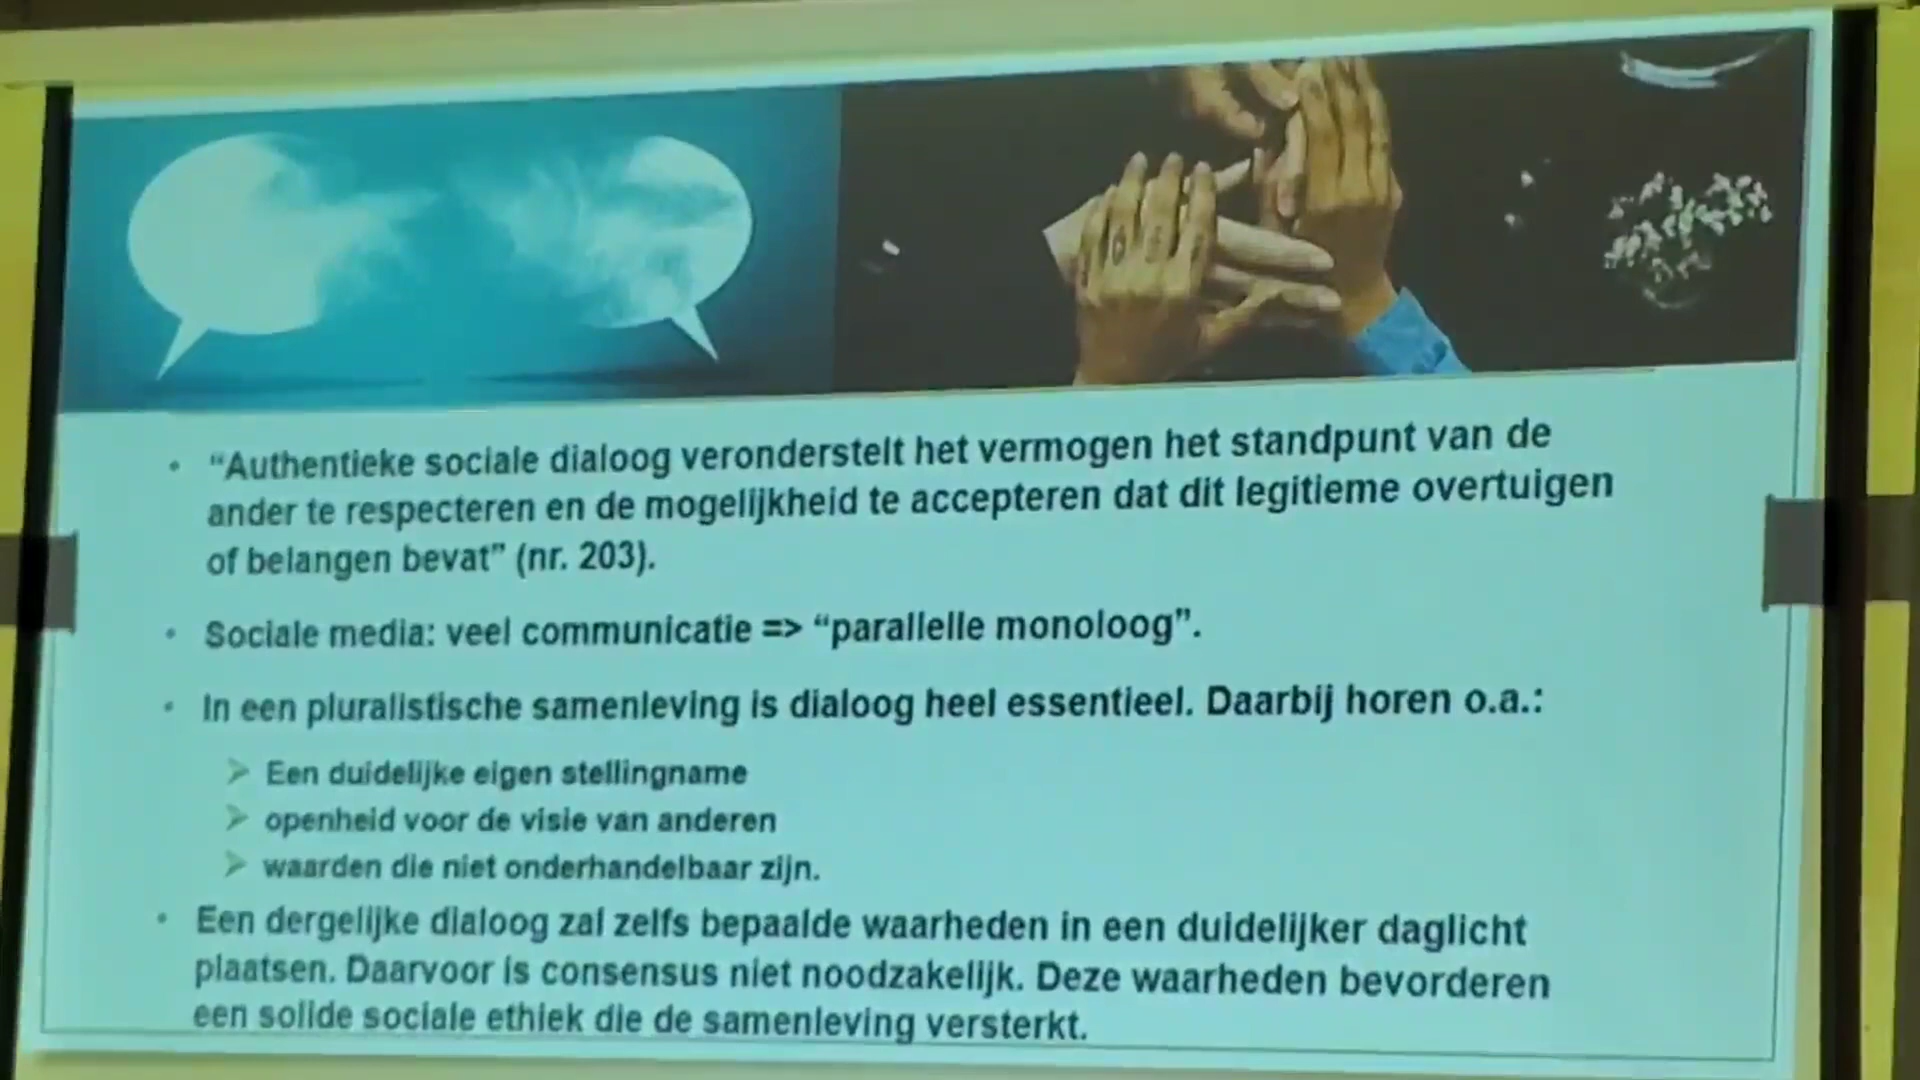 • “Authentieke sociale dialoog veronderstelt het vermogen het standpunt van de
ander te respecteren en de mogelijkheid te accepteren dat dit legitieme overtuigen
of belangen bevat” (nr. 203).
• Sociale media: veel communicatie => “parallelle monoloog”.
• In een pluralistische samenleving is dialoog heel essentieel. Daarbij horen o.a.:
➢ Een duidelijke eigen stellingname
➢ openheid voor de visie van anderen
➢ waarden die niet onderhandelbaar zijn.
• Een dergelijke dialoog zal zelfs bepaalde waarheden in een duidelijker daglicht
plaatsen. Daarvoor is consensus niet noodzakelijk. Deze waarheden bevorderen
een solide sociale ethiek die de samenleving versterkt.